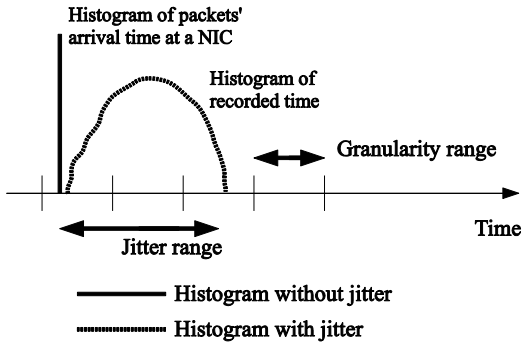 Histogram of packets'
arrival time at a NIC
Histogram of
recorded time
Granularity range
Time
Jitter range
Histogram without jitter
Histogram with jitter